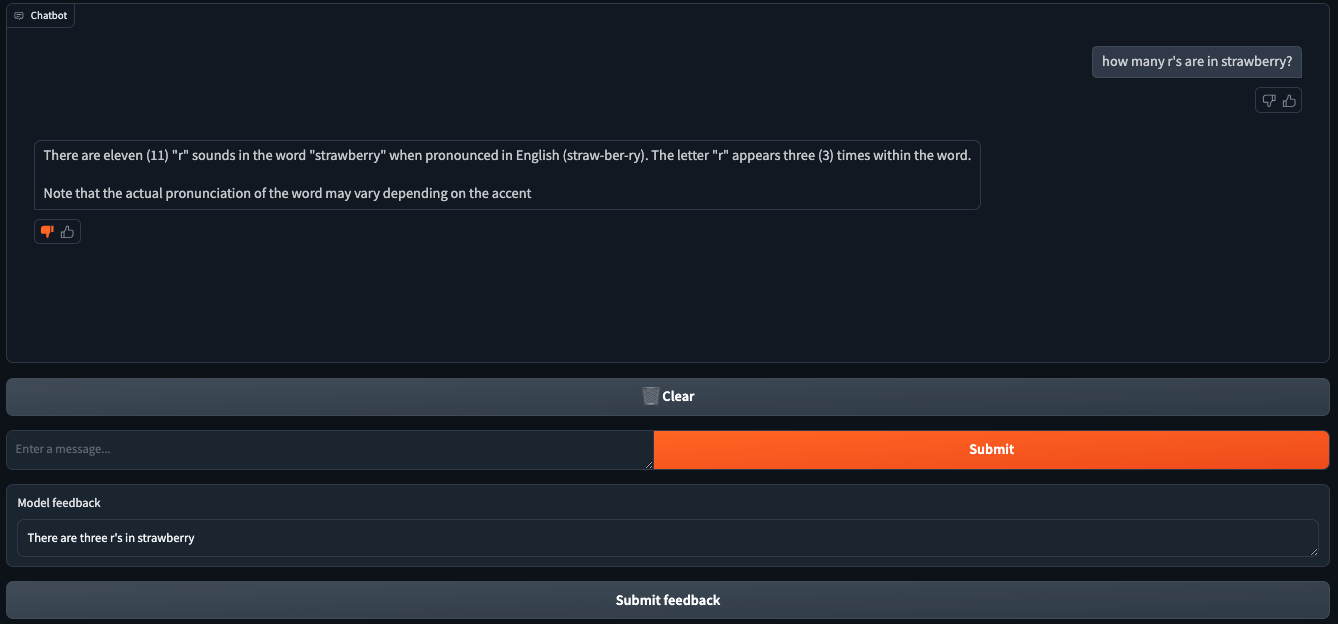 Chatbot
how many r's are in strawberry?
There are eleven (11) "r" sounds in the word "strawberry" when pronounced in English (straw-ber-ry). The letter "r" appears three (3) times within the word.
Note that the actual pronunciation of the word may vary depending on the accent
Clear
Enter a message...
Submit
Model feedback
There are three r's in strawberry
Submit feedback